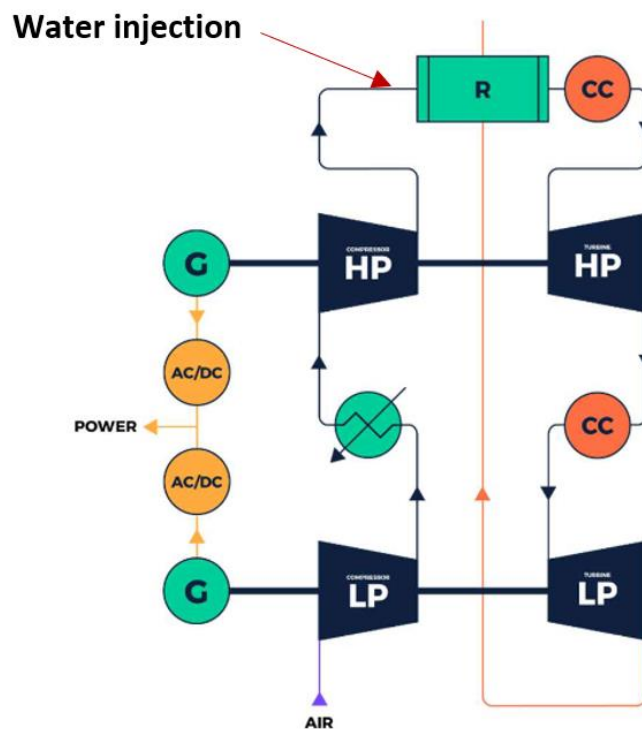 Water injection
R
CC
COMPRESSOR
HP
TURBINE
HP
G
AC/DC
POWER
CC
AC/DC
G
COMPRESSOR
LP
TURBINE
LP
AIR